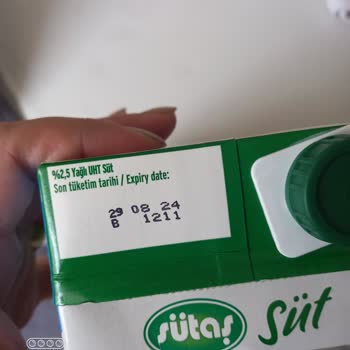 %2,5 Yağlı UHT Süt
Son tüketim tarihi / Expiry date:
29 08 24
B 1211
sütaş
Süt